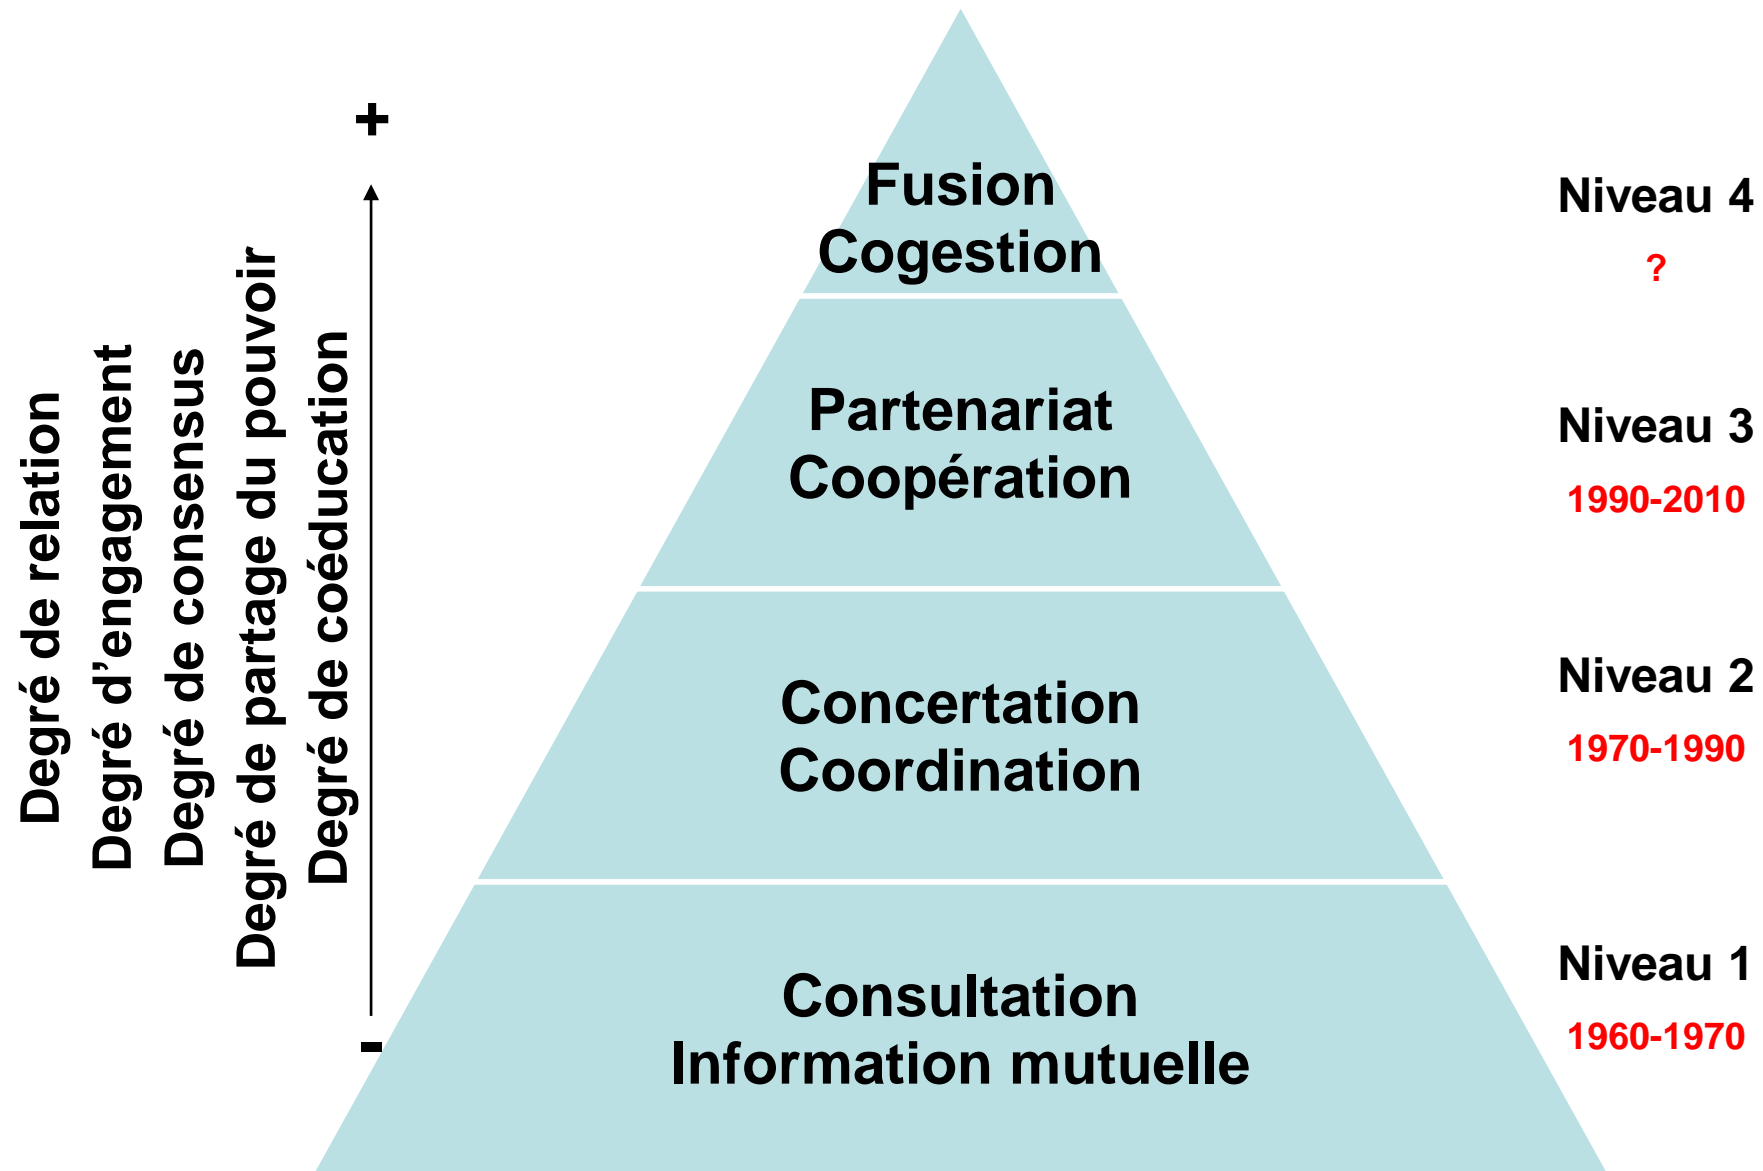 +
Degré de relation
Degré d’engagement
Degré de consensus
Degré de partage du pouvoir
Degré de coéducation
-
Fusion
Cogestion
Niveau 4
?
Partenariat
Coopération
Niveau 3
1990-2010
Concertation
Coordination
Niveau 2
1970-1990
Consultation
Information mutuelle
Niveau 1
1960-1970